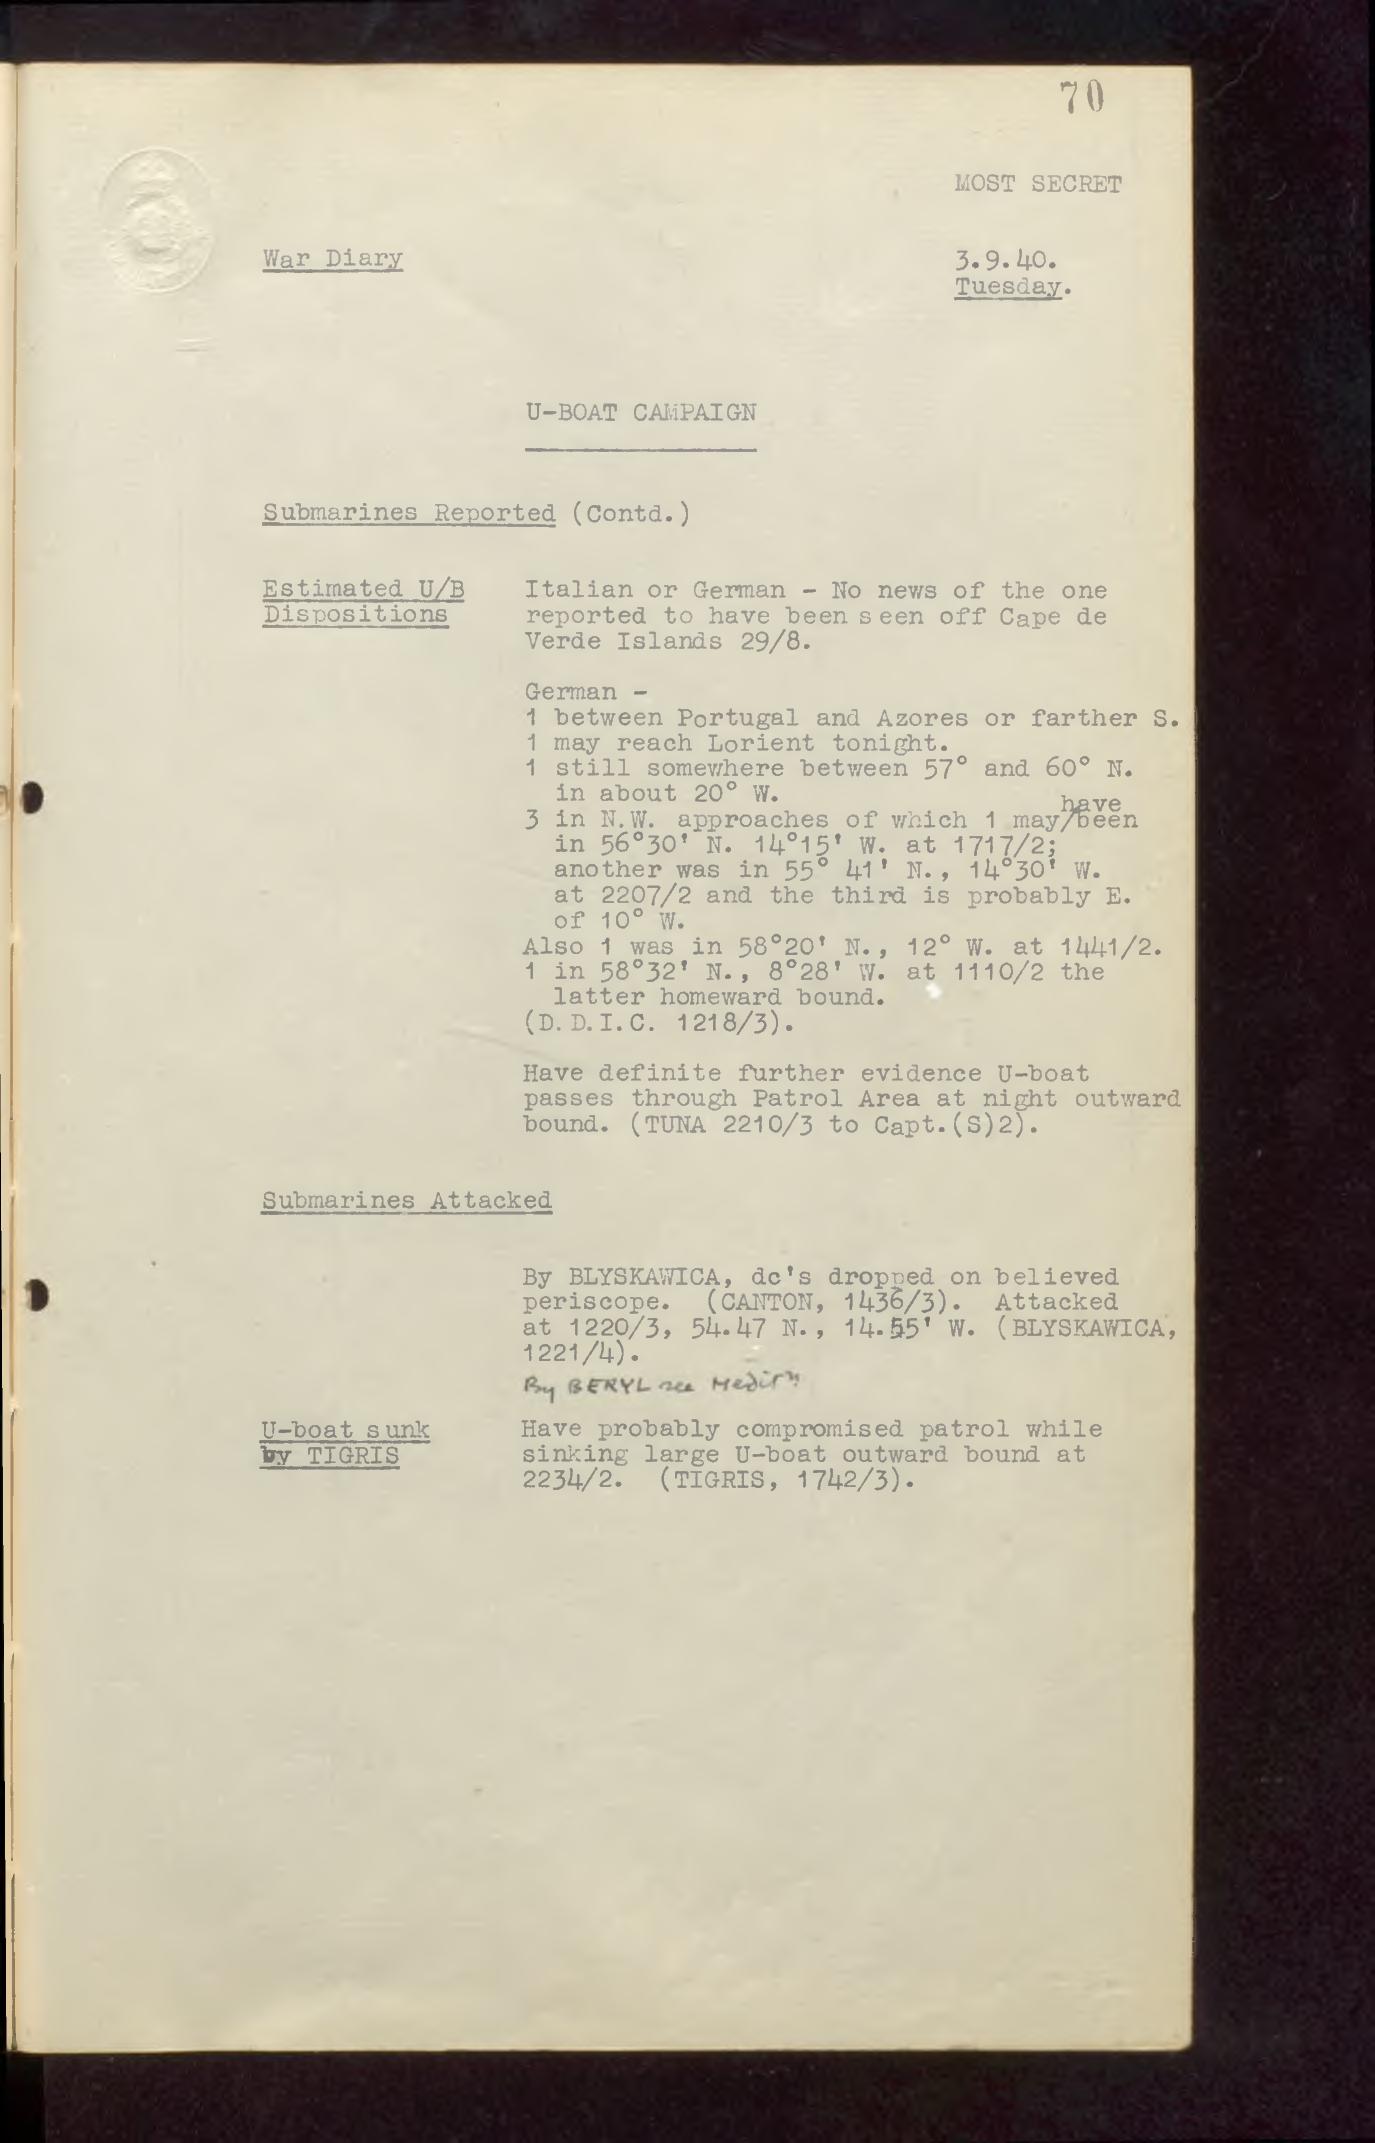 70
MOST SECRET
War Diary
3.9.40.
Tuesday.
U-BOAT CAMPAIGN
Submarines Reported (Contd.)
Estimated U/B
Dispositions
Italian or German - No news of the one
reported to have been seen off Cape de
Verde Islands 29/8.
German -
1 between Portugal and Azores or farther S.
1 may reach Lorient tonight.
1 still somewhere between 57° and 60° N.
in about 20° W.
3 in N.W. approaches of which 1 may/have been
in 56°30' N. 14°15' W. at 1717/2;
another was in 55° 41' N., 14°30' W.
at 2207/2 and the third is probably E.
of 10° W.
Also 1 was in 58°20' N., 12° W. at 1441/2.
1 in 58°32' N., 8°28' W. at 1110/2 the
latter homeward bound.
(D.D.I.C. 1218/3).
Have definite further evidence U-boat
passes through Patrol Area at night outward
bound. (TUNA 2210/3 to Capt.(S)2).
Submarines Attacked
By BLYSKAWICA, dc's dropped on believed
periscope. (CANTON, 1436/3). Attacked
at 1220/3, 54.47 N., 14.55' W. (BLYSKAWICA,
1221/4).
By BERYL see Meditn
U-boat sunk
by TIGRIS
Have probably compromised patrol while
sinking large U-boat outward bound at
2234/2. (TIGRIS, 1742/3).